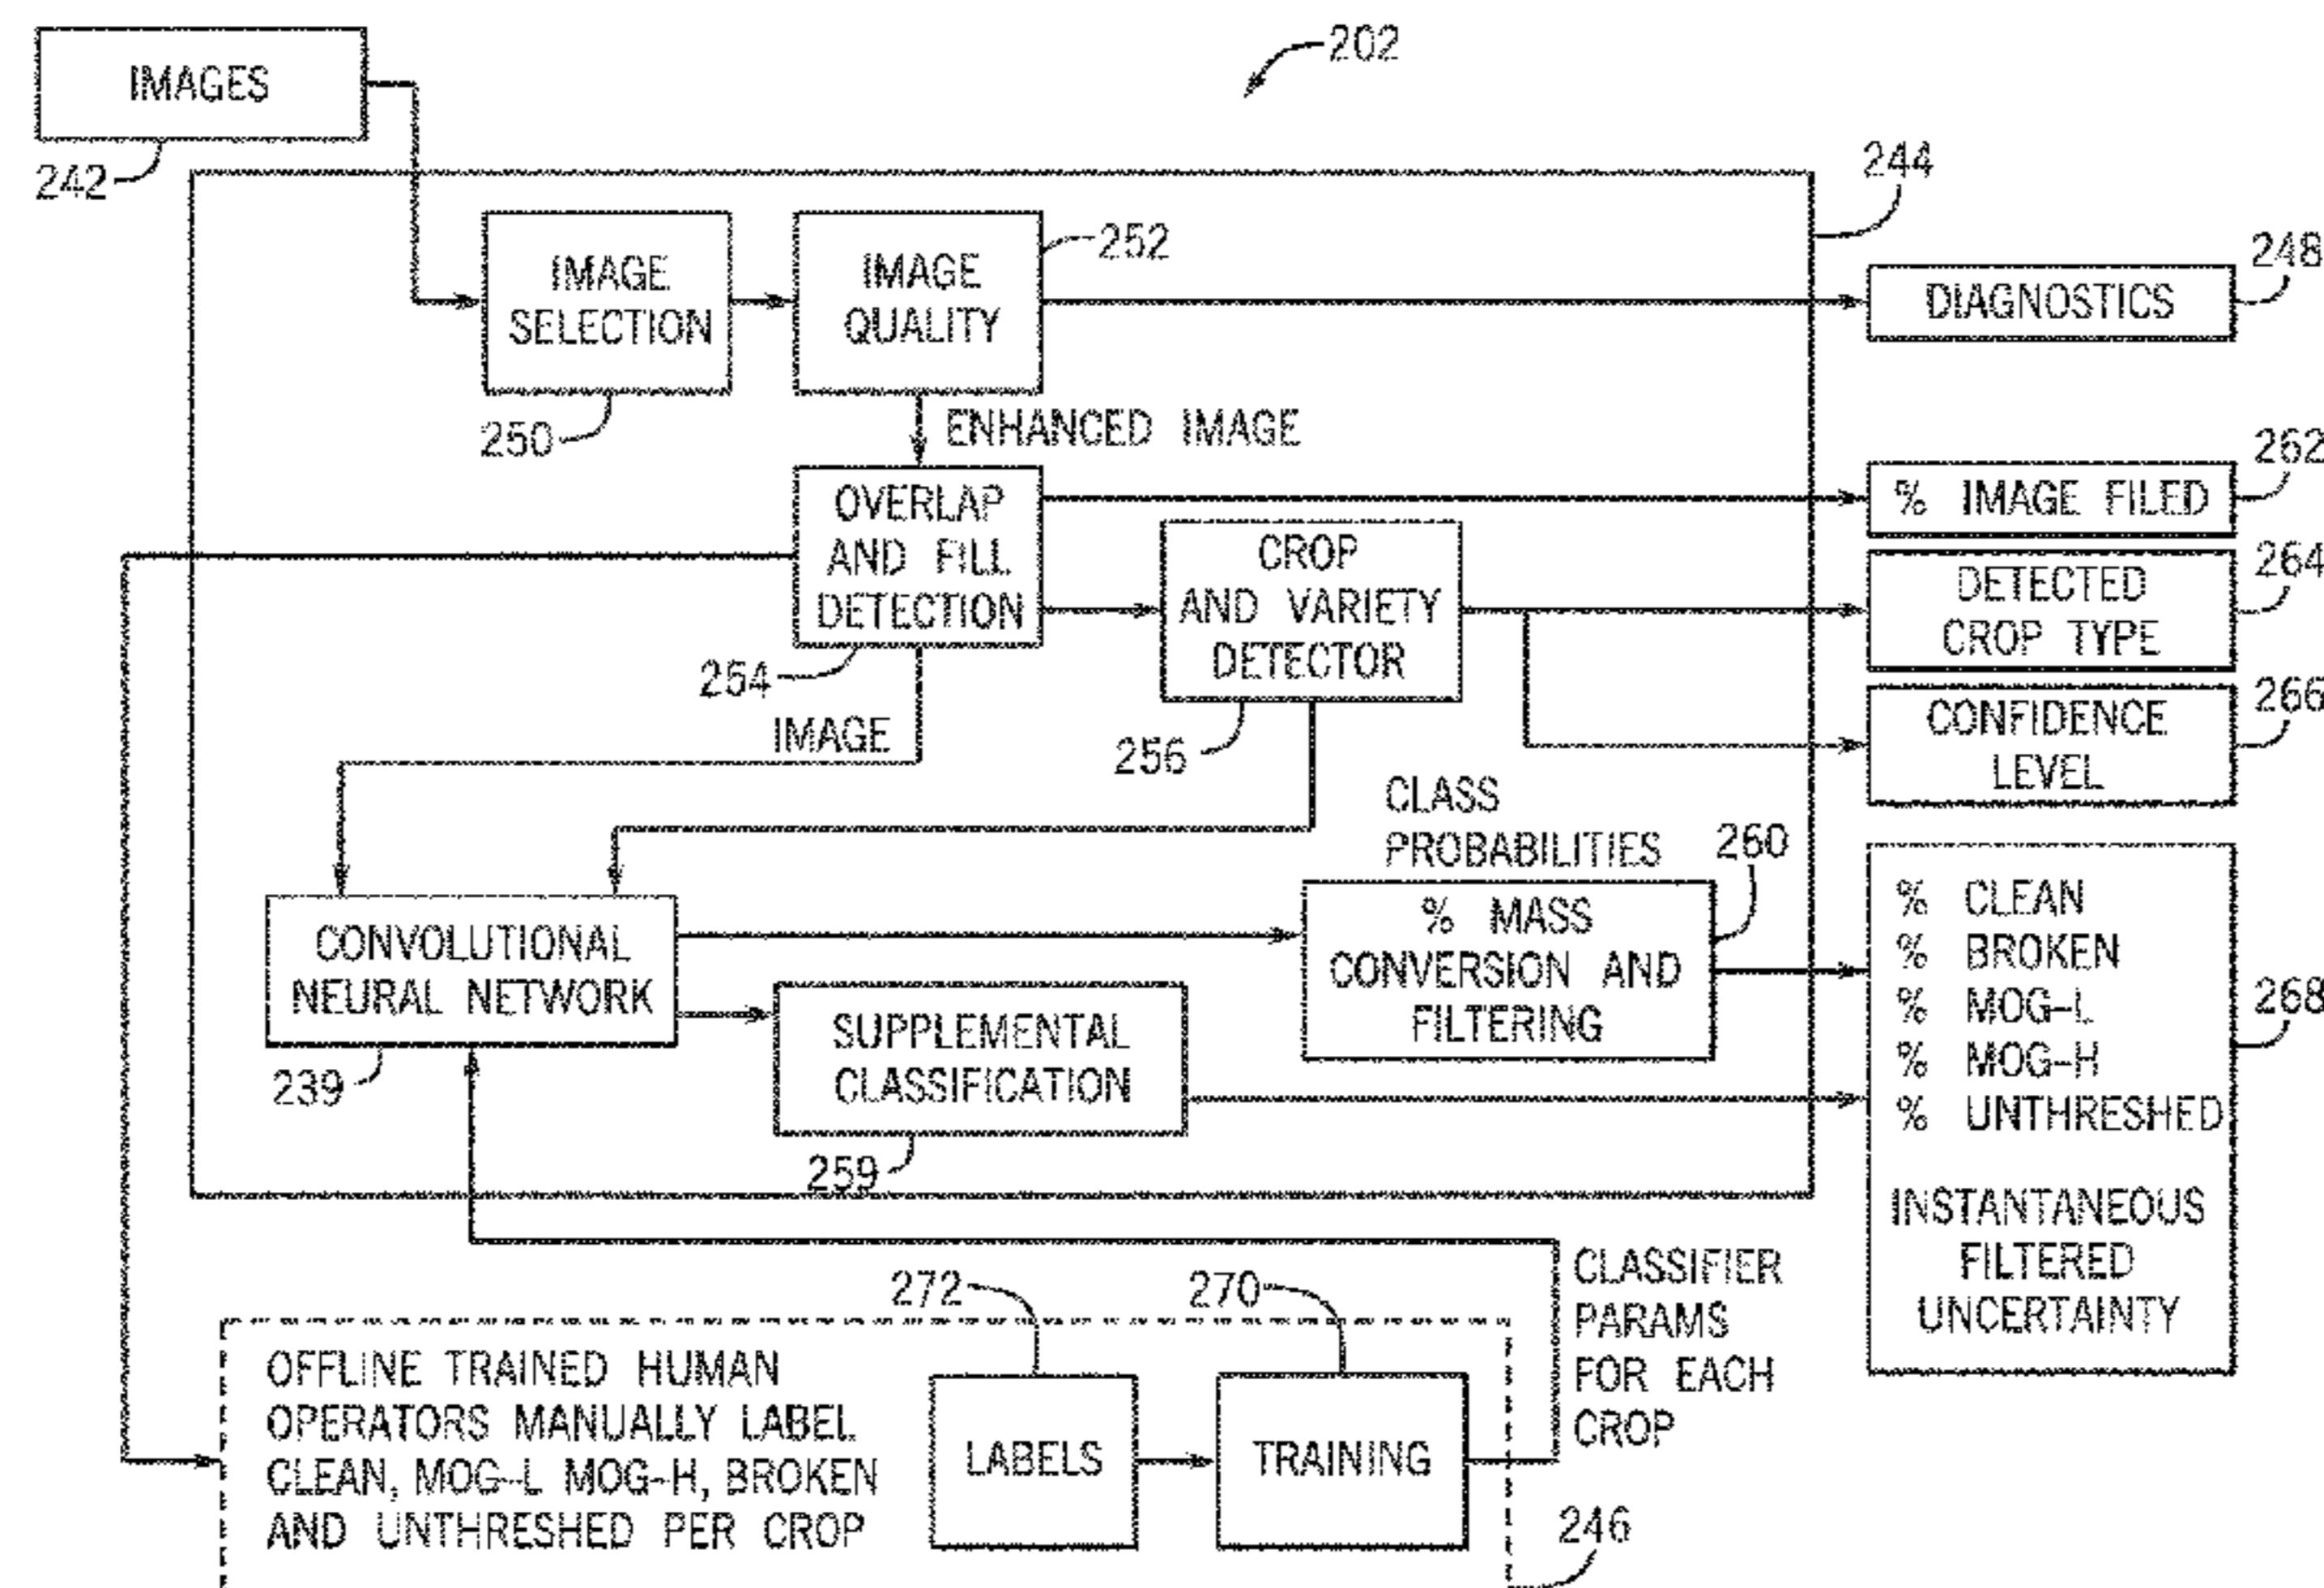 202
IMAGES
242
244
IMAGE
SELECTION
250
IMAGE
QUALITY
252
DIAGNOSTICS
248
ENHANCED IMAGE
OVERLAP
AND FILL
DETECTION
254
% IMAGE FILED
262
CROP
AND VARIETY
DETECTOR
256
DETECTED
CROP TYPE
264
CONFIDENCE
LEVEL
266
IMAGE
CLASS
PROBABILITIES
260
CONVOLUTIONAL
NEURAL NETWORK
239
% MASS
CONVERSION AND
FILTERING
SUPPLEMENTAL
CLASSIFICATION
259
% CLEAN
% BROKEN
% MOG-L
% MOG-H
% UNTHRESHED
INSTANTANEOUS
FILTERED
UNCERTAINTY
268
OFFLINE TRAINED HUMAN
OPERATORS MANUALLY LABEL
CLEAN, MOG-L MOG-H, BROKEN
AND UNTHRESHED PER CROP
272
LABELS
270
TRAINING
CLASSIFIER
PARAMS
FOR EACH
CROP
246